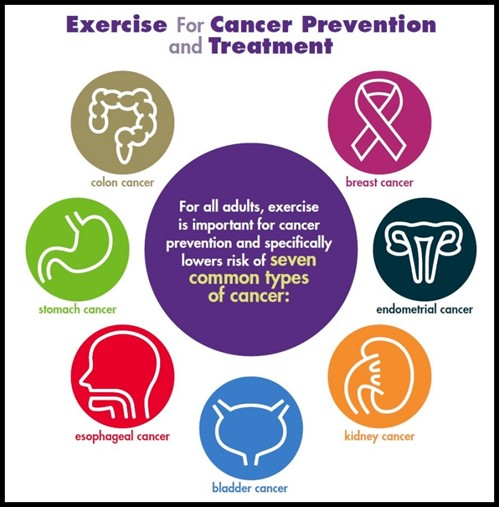 Exercise For Cancer Prevention
and Treatment
colon cancer
breast cancer
For all adults, exercise
is important for cancer
prevention and specifically
lowers risk of seven
common types
of cancer:
stomach cancer
endometrial cancer
esophageal cancer
kidney cancer
bladder cancer